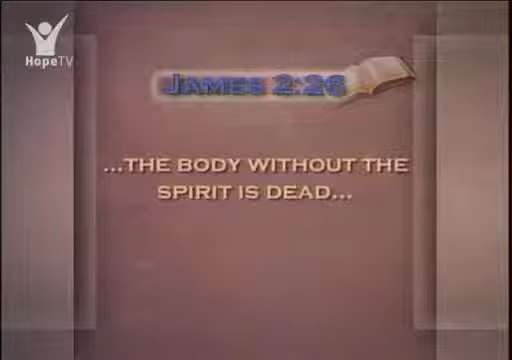 HopeTV
James 2:26
...THE BODY WITHOUT THE
SPIRIT IS DEAD...